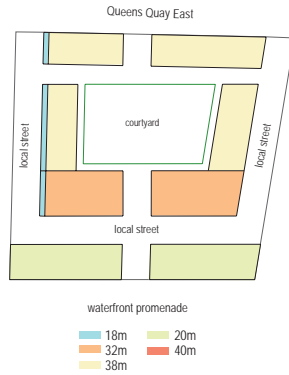 Queens Quay East
courtyard
local street
local street
local street
waterfront promenade
18m 20m
32m 40m
38m